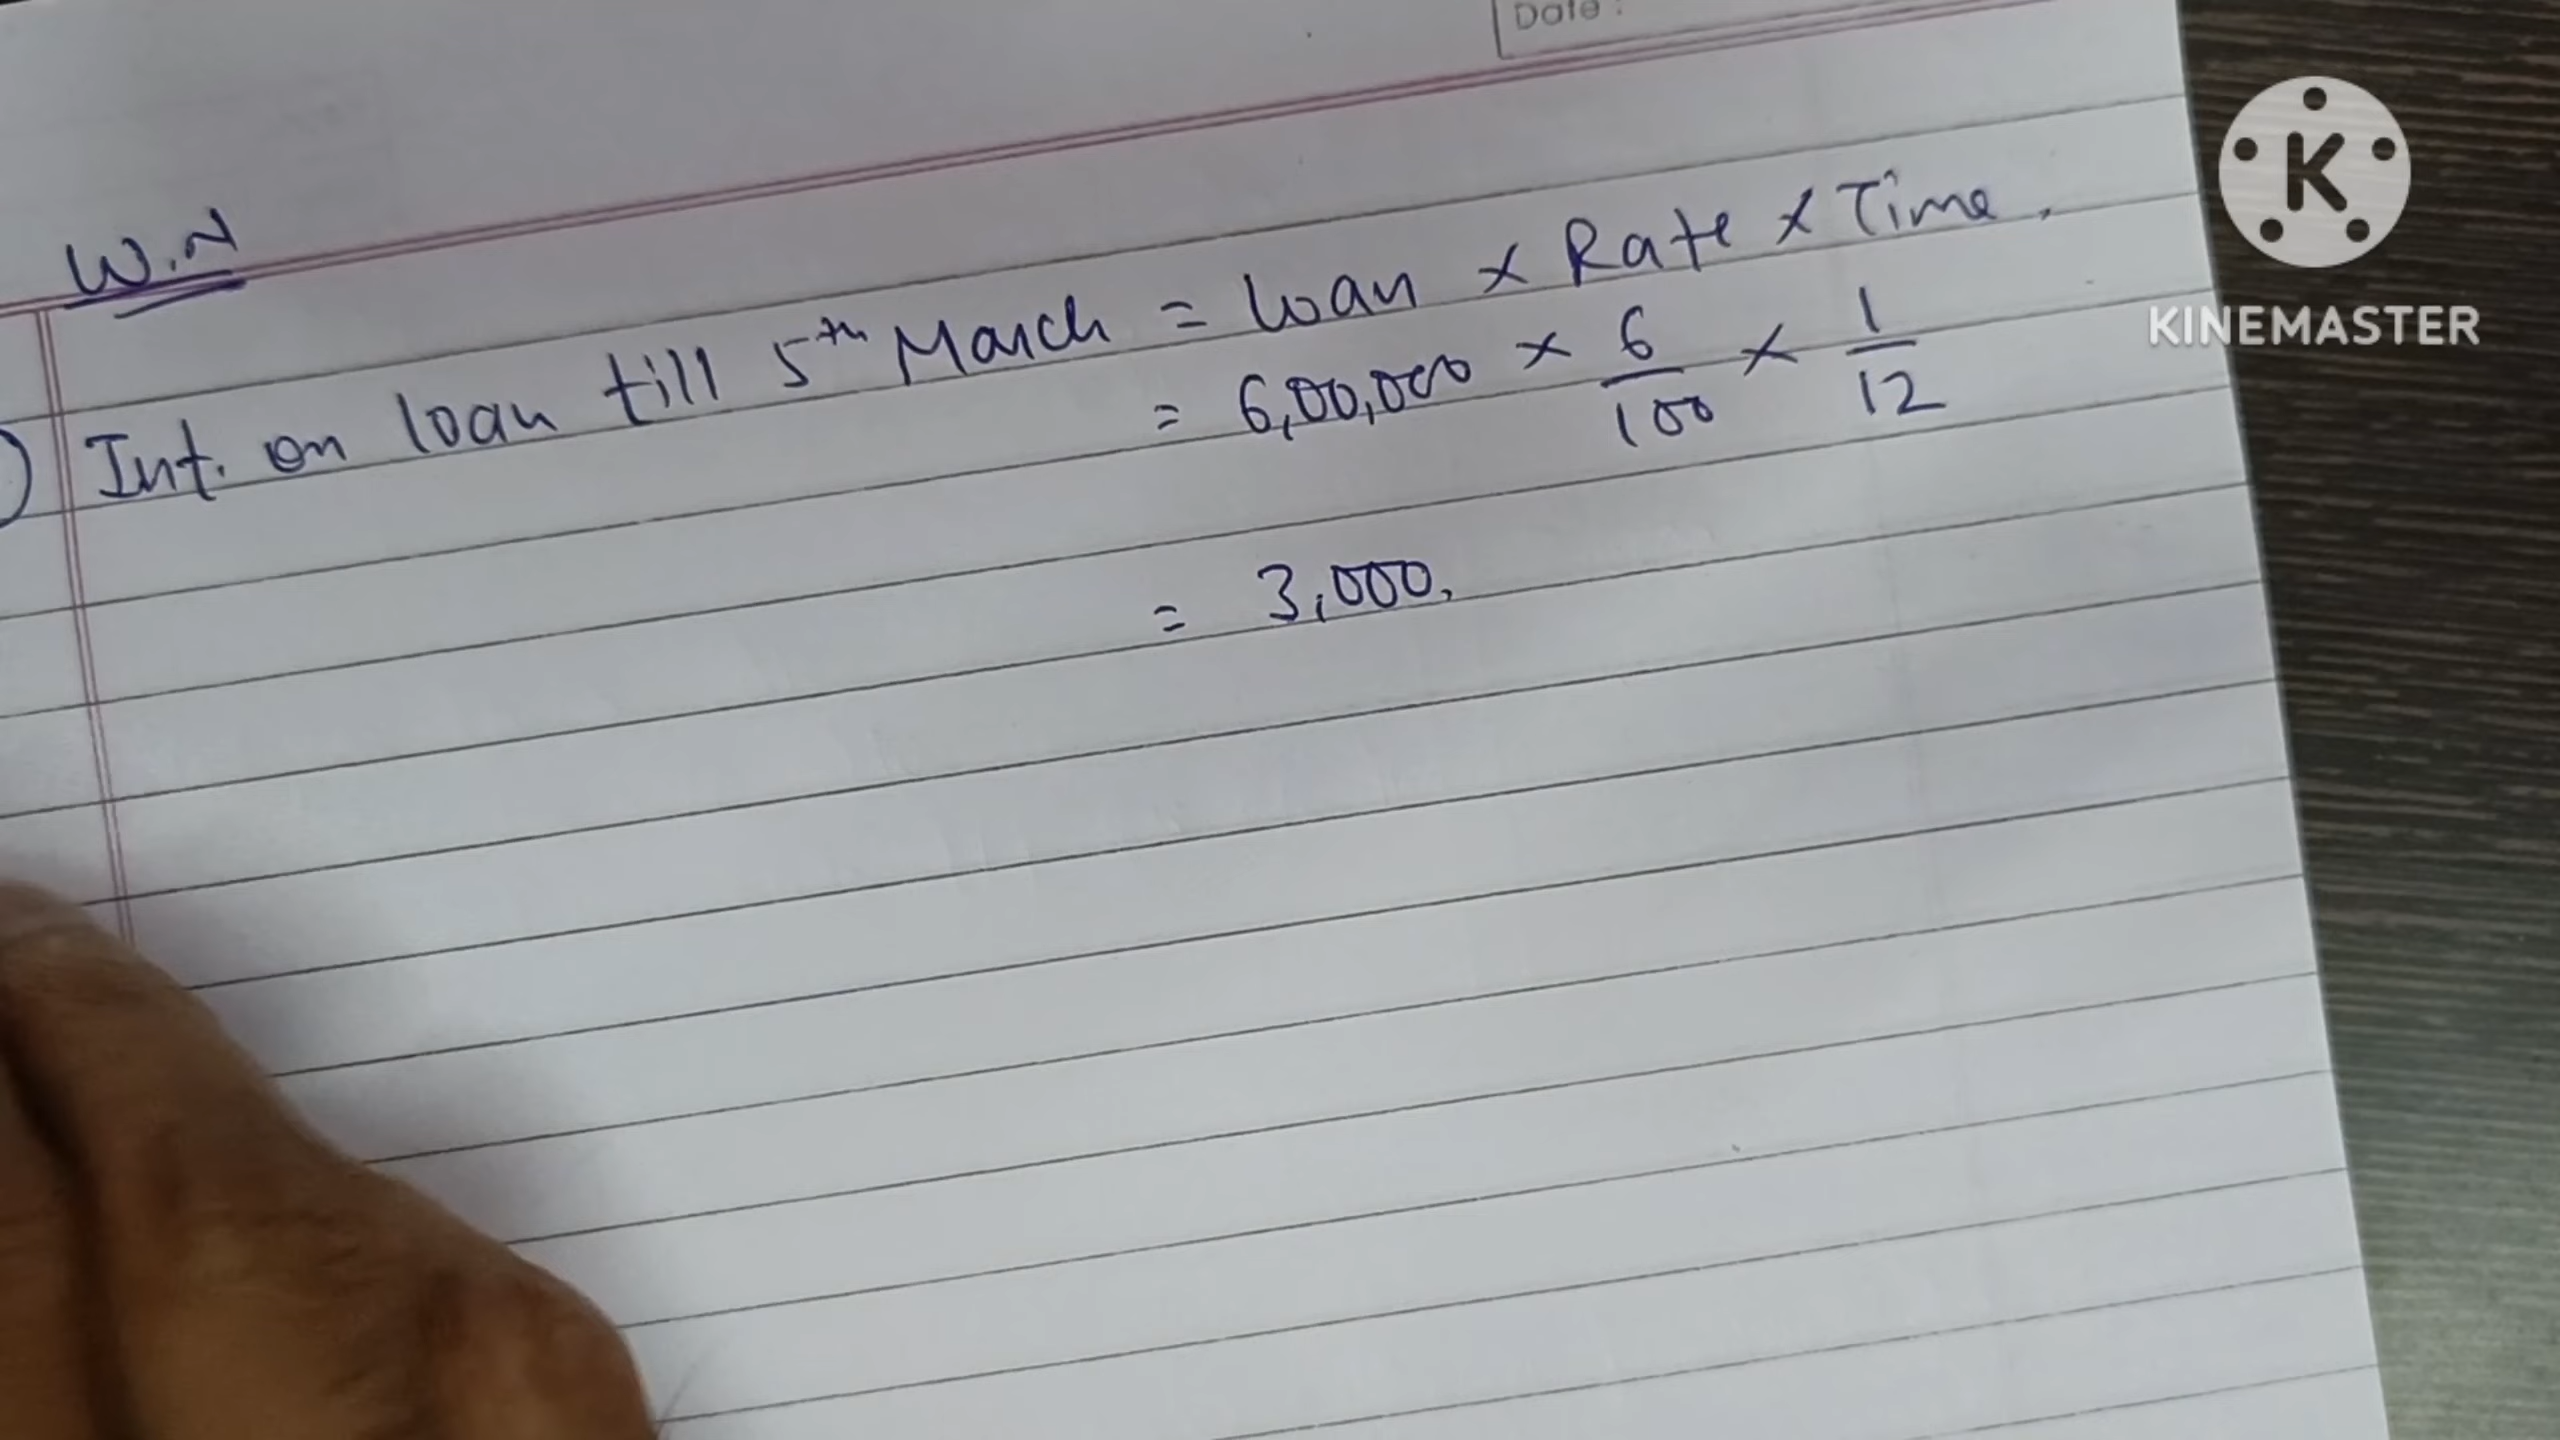 Date :
W.N
) Int. on loan till 5th March = loan × Rate × Time.
= 6,00,000 × 6/100 × 1/12
= 3,000.
K
KINEMASTER